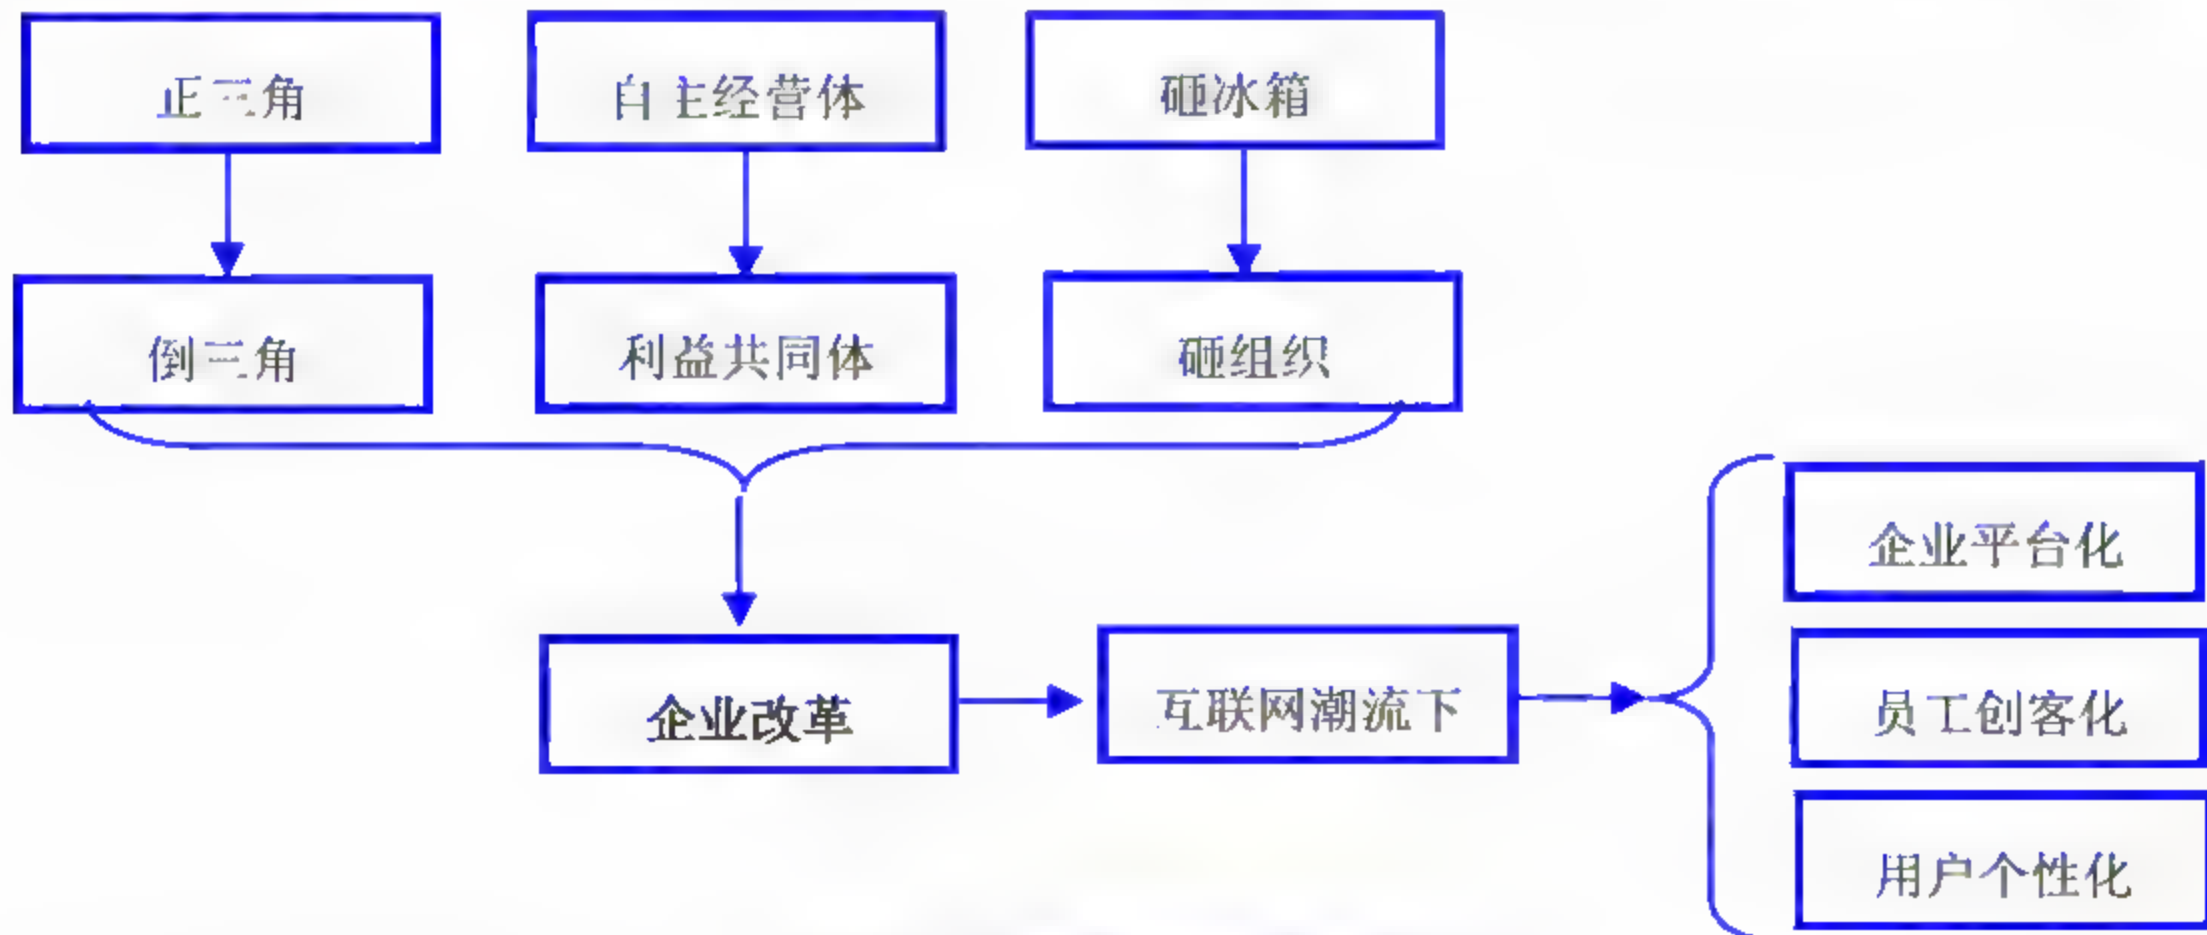 正三角
自主经营体
砸冰箱
倒三角
利益共同体
砸组织
企业平台化
企业改革
互联网潮流下
员工创客化
用户个性化